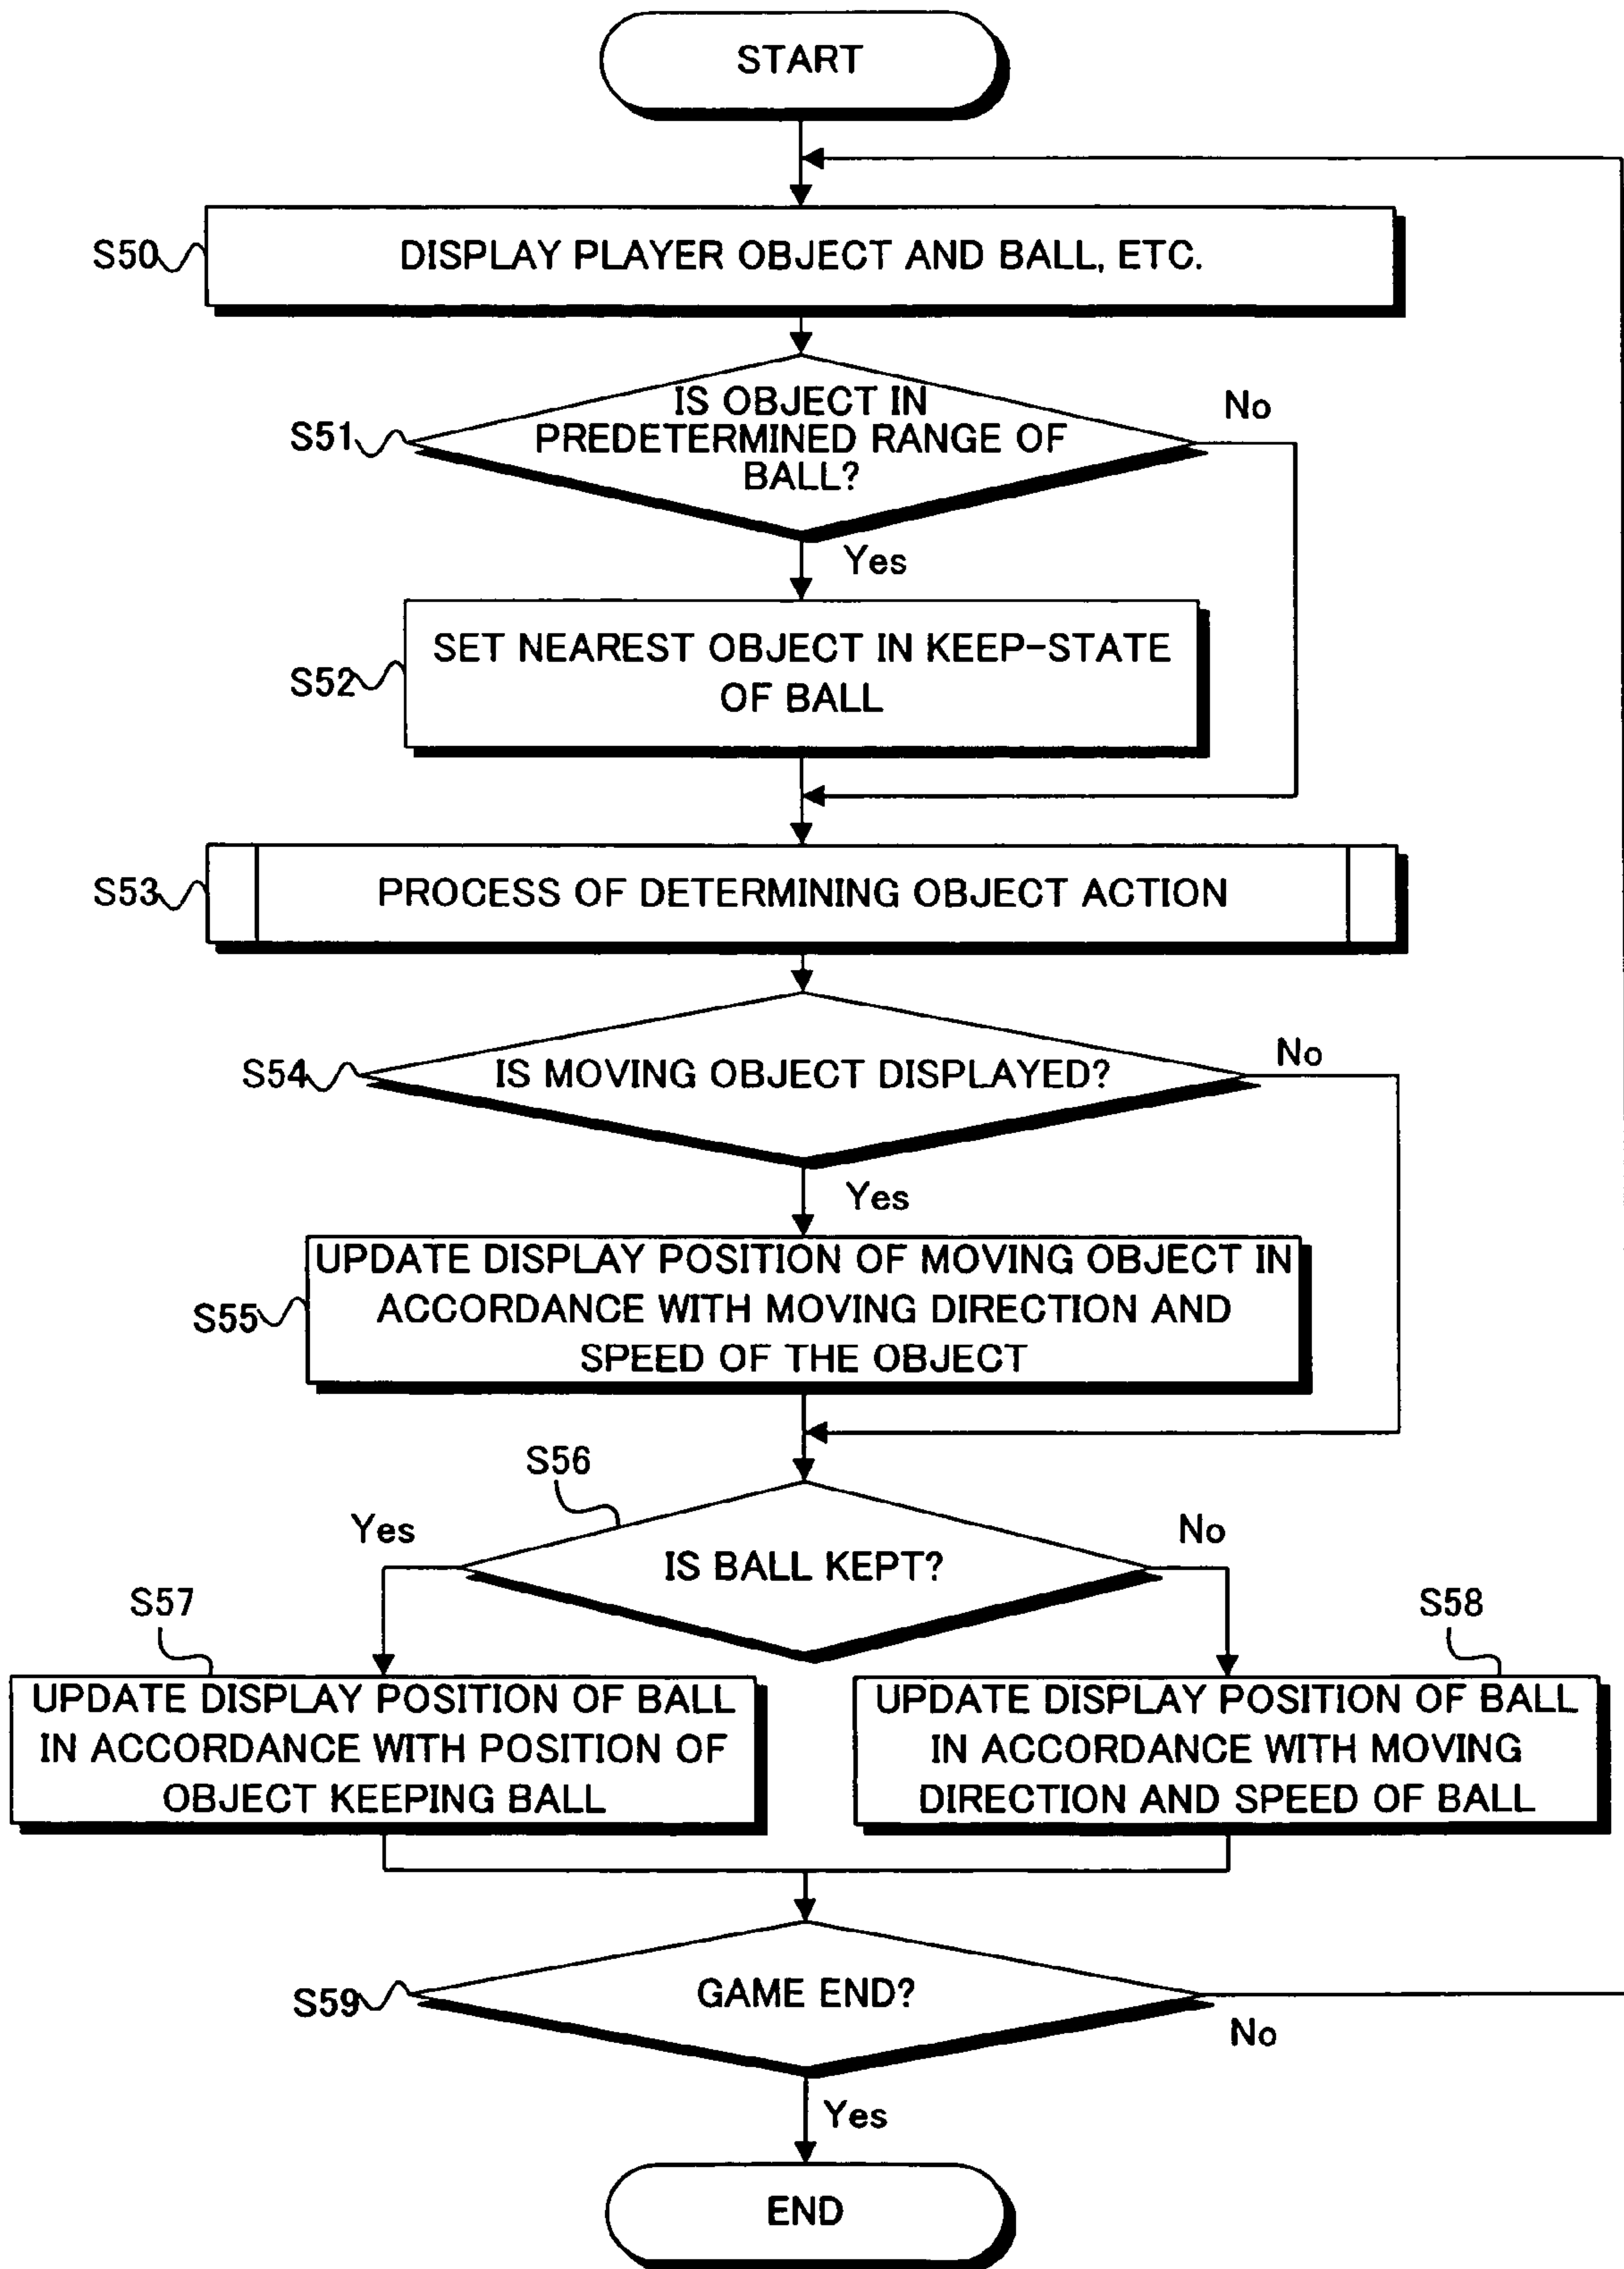 START
S50
DISPLAY PLAYER OBJECT AND BALL, ETC.
S51
IS OBJECT IN
PREDETERMINED RANGE OF
BALL?
No
Yes
S52
SET NEAREST OBJECT IN KEEP-STATE
OF BALL
S53
PROCESS OF DETERMINING OBJECT ACTION
S54
IS MOVING OBJECT DISPLAYED?
No
Yes
S55
UPDATE DISPLAY POSITION OF MOVING OBJECT IN
ACCORDANCE WITH MOVING DIRECTION AND
SPEED OF THE OBJECT
S56
IS BALL KEPT?
Yes
No
S57
UPDATE DISPLAY POSITION OF BALL
IN ACCORDANCE WITH POSITION OF
OBJECT KEEPING BALL
S58
UPDATE DISPLAY POSITION OF BALL
IN ACCORDANCE WITH MOVING
DIRECTION AND SPEED OF BALL
S59
GAME END?
No
Yes
END